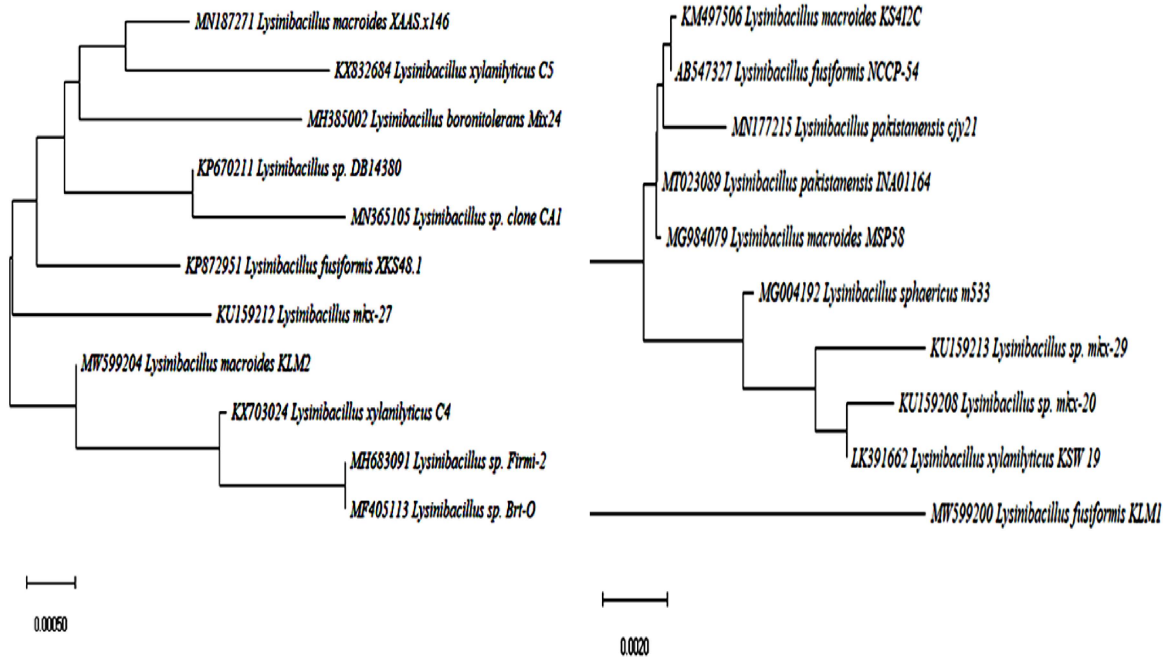 MN187271 Lysinibacillus macroides XAAS.x146
KX832684 Lysinibacillus xylanilyticus C5
MH385002 Lysinibacillus boronitolerans Mix24
KP670211 Lysinibacillus sp. DB14380
MN365105 Lysinibacillus sp. clone CA1
KP872951 Lysinibacillus fusiformis XKS48.1
KU159212 Lysinibacillus mkx-27
MW599204 Lysinibacillus macroides KLM2
KX703024 Lysinibacillus xylanilyticus C4
MH683091 Lysinibacillus sp. Firmi-2
MF405113 Lysinibacillus sp. Brt-O
0.00050
KM497506 Lysinibacillus macroides KS4I2C
AB547327 Lysinibacillus fusiformis NCCP-54
MN177215 Lysinibacillus pakistanensis cjy21
MT023089 Lysinibacillus pakistanensis INA01164
MG984079 Lysinibacillus macroides MSP58
MG004192 Lysinibacillus sphaericus m533
KU159213 Lysinibacillus sp. mkx-29
KU159208 Lysinibacillus sp. mkx-20
LK391662 Lysinibacillus xylanilyticus KSW 19
MW599200 Lysinibacillus fusiformis KLM1
0.0020